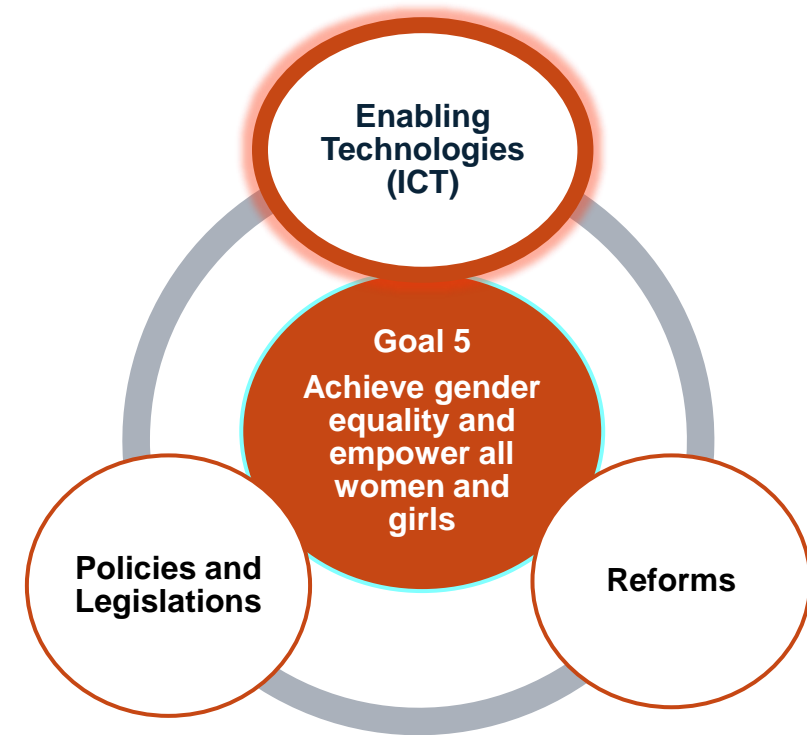 Enabling
Technologies
(ICT)
Goal 5
Achieve gender
equality and
empower all
women and
girls
Policies and
Legislations
Reforms